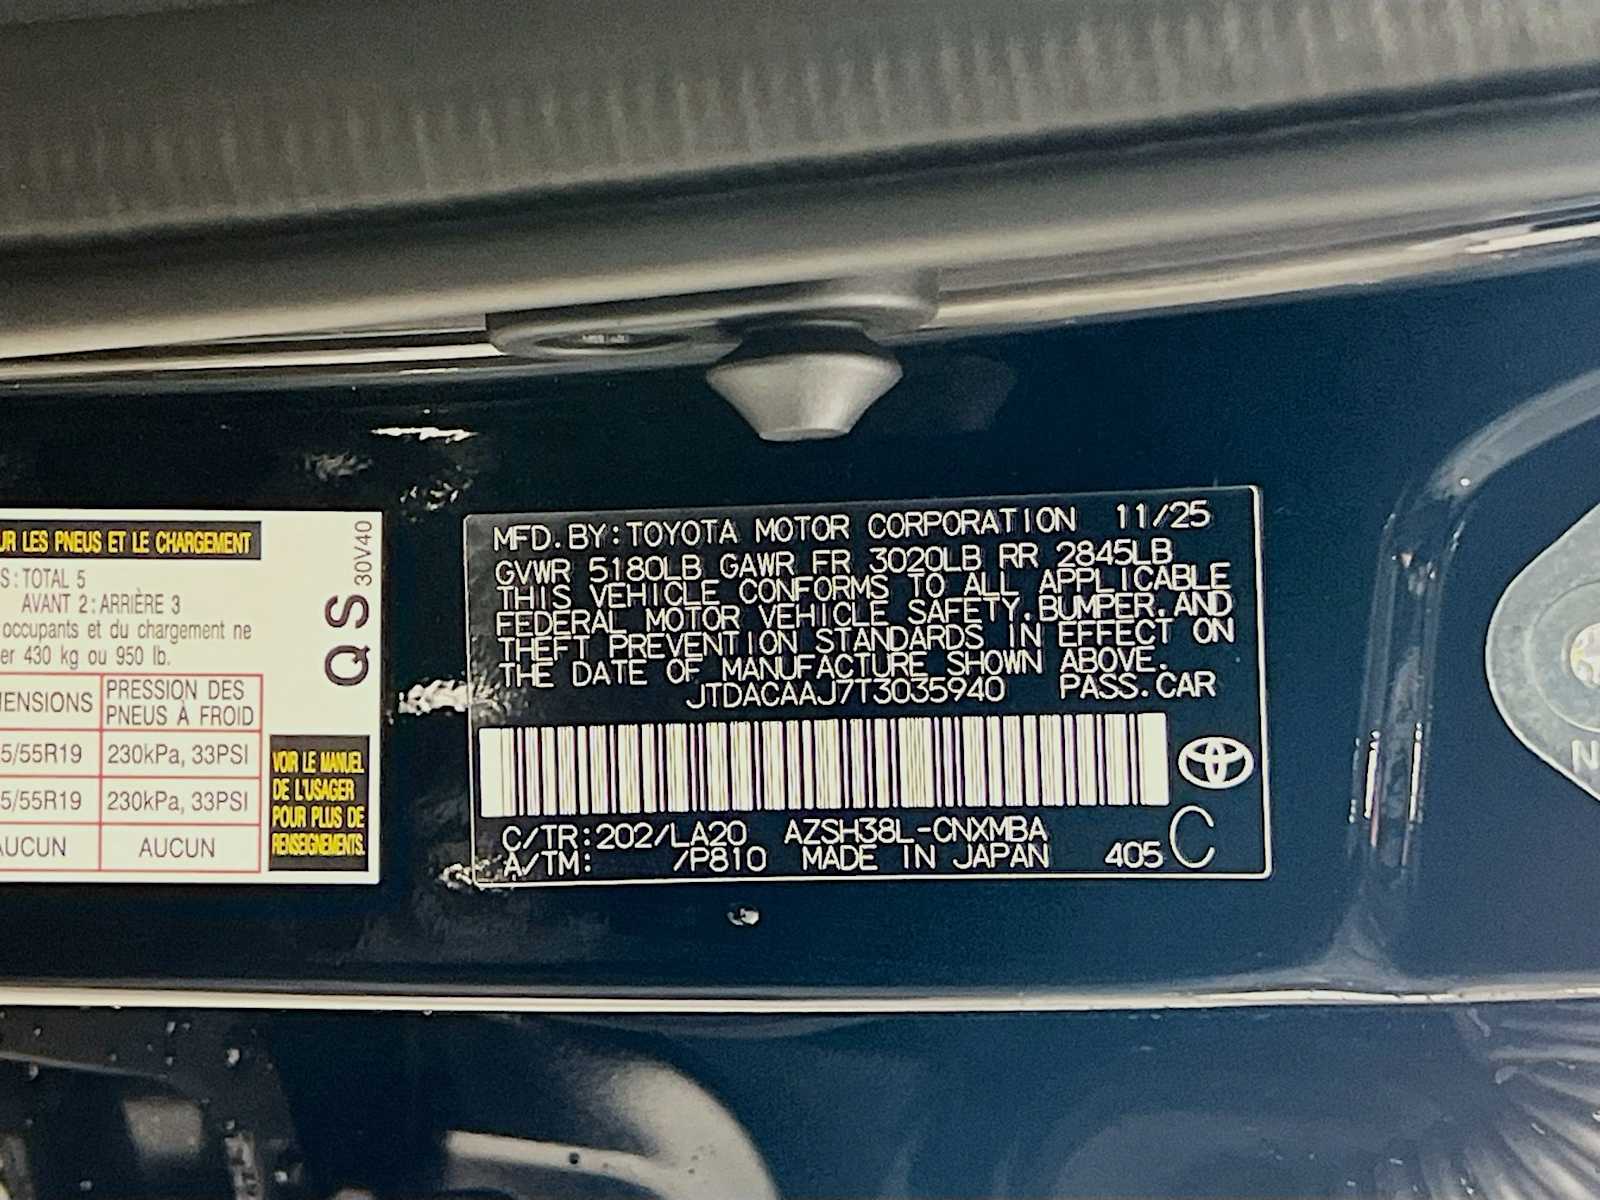 UR LES PNEUS ET LE CHARGEMENT
S : TOTAL 5
AVANT 2 : ARRIÈRE 3
occupants et du chargement ne
er 430 kg ou 950 lb.
ENSIONS PRESSION DES PNEUS À FROID
5/55R19 230kPa, 33PSI
5/55R19 230kPa, 33PSI
AUCUN AUCUN
QS 30V40
VOIR LE MANUEL
DE L'USAGER
POUR PLUS DE
RENSEIGNEMENTS.
MFD. BY: TOYOTA MOTOR CORPORATION 11/25
GVWR 5180LB GAWR FR 3020LB RR 2845LB
THIS VEHICLE CONFORMS TO ALL APPLICABLE
FEDERAL MOTOR VEHICLE SAFETY, BUMPER, AND
THEFT PREVENTION STANDARDS IN EFFECT ON
THE DATE OF MANUFACTURE SHOWN ABOVE.
JTDACAAJ7T3035940 PASS. CAR
C/TR: 202/LA20 AZSH38L-CNXMBA
A/TM: /P810 MADE IN JAPAN 405 C
N